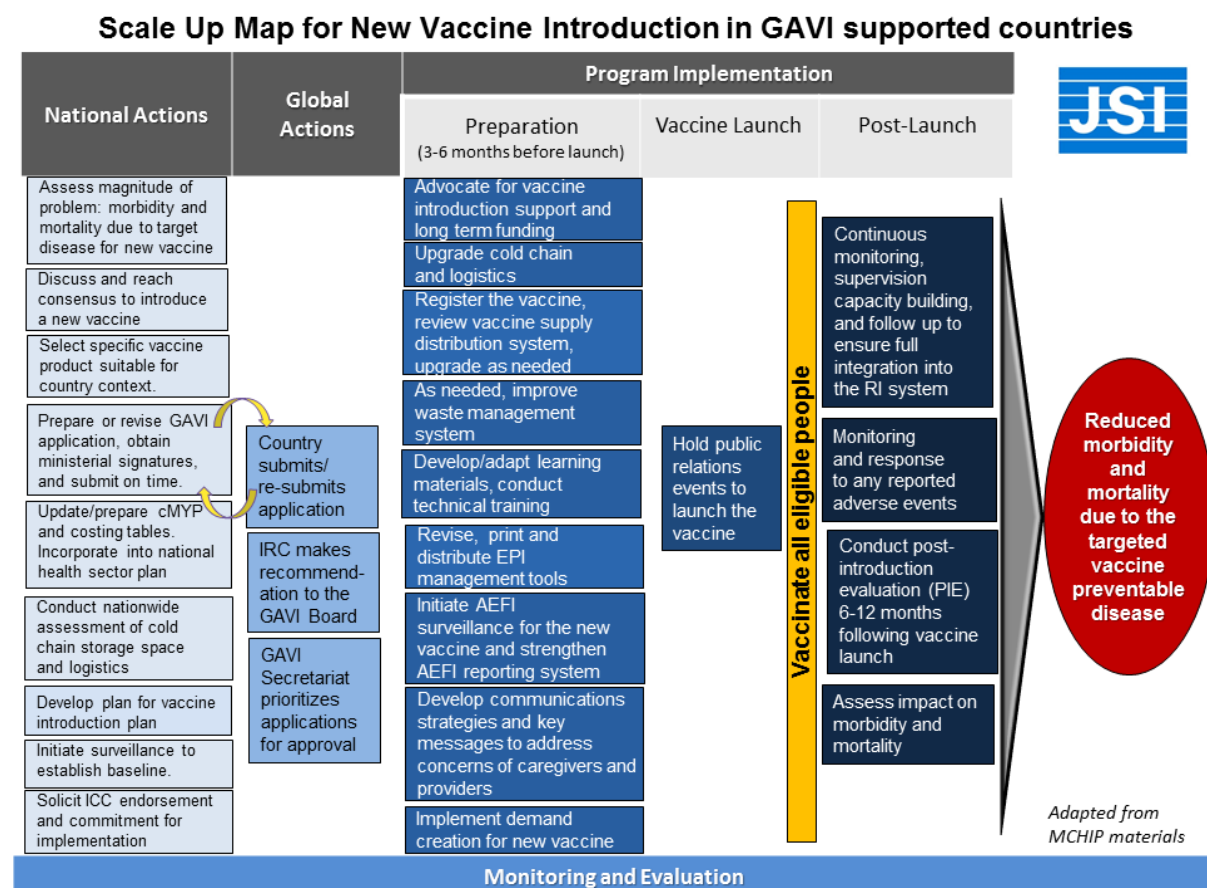 Scale Up Map for New Vaccine Introduction in GAVI supported countries
National Actions
Global
Actions
Program Implementation
Preparation
(3-6 months before launch)
Vaccine Launch
Post-Launch
JSI
Assess magnitude of
problem: morbidity and
mortality due to target
disease for new vaccine
Discuss and reach
consensus to introduce
a new vaccine
Select specific vaccine
product suitable for
country context.
Prepare or revise GAVI
application, obtain
ministerial signatures,
and submit on time.
Update/prepare cMYP
and costing tables.
Incorporate into national
health sector plan
Conduct nationwide
assessment of cold
chain storage space
and logistics
Develop plan for vaccine
introduction plan
Initiate surveillance to
establish baseline.
Solicit ICC endorsement
and commitment for
implementation
Country
submits/
re-submits
application
IRC makes
recommend-
ation to the
GAVI Board
GAVI
Secretariat
prioritizes
applications
for approval
Advocate for vaccine
introduction support and
long term funding
Upgrade cold chain
and logistics
Register the vaccine,
review vaccine supply
distribution system,
upgrade as needed
As needed, improve
waste management
system
Develop/adapt learning
materials, conduct
technical training
Revise, print and
distribute EPI
management tools
Initiate AEFI
surveillance for the new
vaccine and strengthen
AEFI reporting system
Develop communications
strategies and key
messages to address
concerns of caregivers and
providers
Implement demand
creation for new vaccine
Hold public
relations
events to
launch the
vaccine
Vaccinate all eligible people
Continuous
monitoring,
supervision
capacity building,
and follow up to
ensure full
integration into
the RI system
Monitoring
and response
to any reported
adverse events
Conduct post-
introduction
evaluation (PIE)
6-12 months
following vaccine
launch
Assess impact on
morbidity and
mortality
Reduced
morbidity
and
mortality
due to the
targeted
vaccine
preventable
disease
Adapted from
MCHIP materials
Monitoring and Evaluation